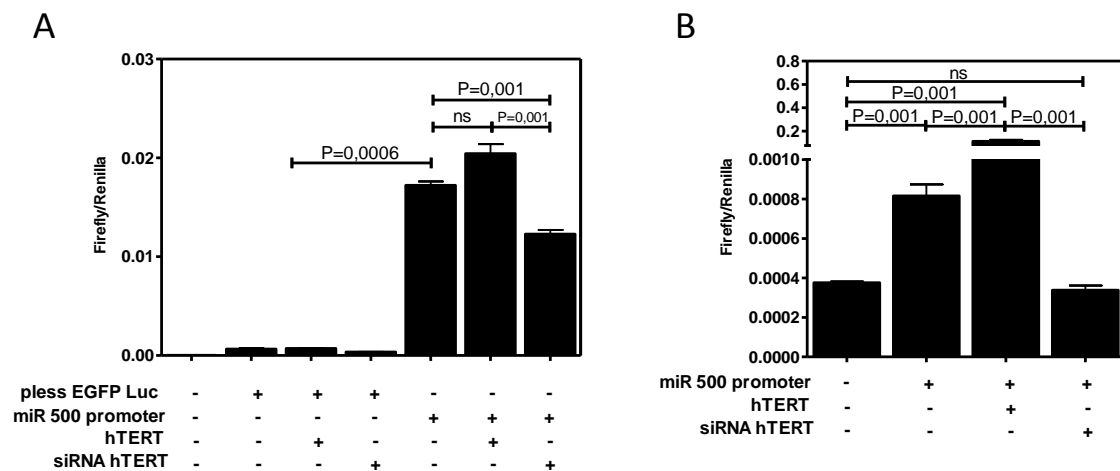 A
0.03
0.02
0.01
0.00
Firefly/Renilla
P=0,001
ns
P=0,001
P=0,0006
pless EGFP Luc - + + + - - -
miR 500 promoter - - - - + + +
hTERT - - + - - + -
siRNA hTERT - - - + - - +
B
0.8
0.6
0.4
0.2
0.0010
0.0008
0.0006
0.0004
0.0002
0.0000
Firefly/Renilla
ns
P=0,001
P=0,001 P=0,001 P=0,001
miR 500 promoter - + + +
hTERT - - + -
siRNA hTERT - - - +